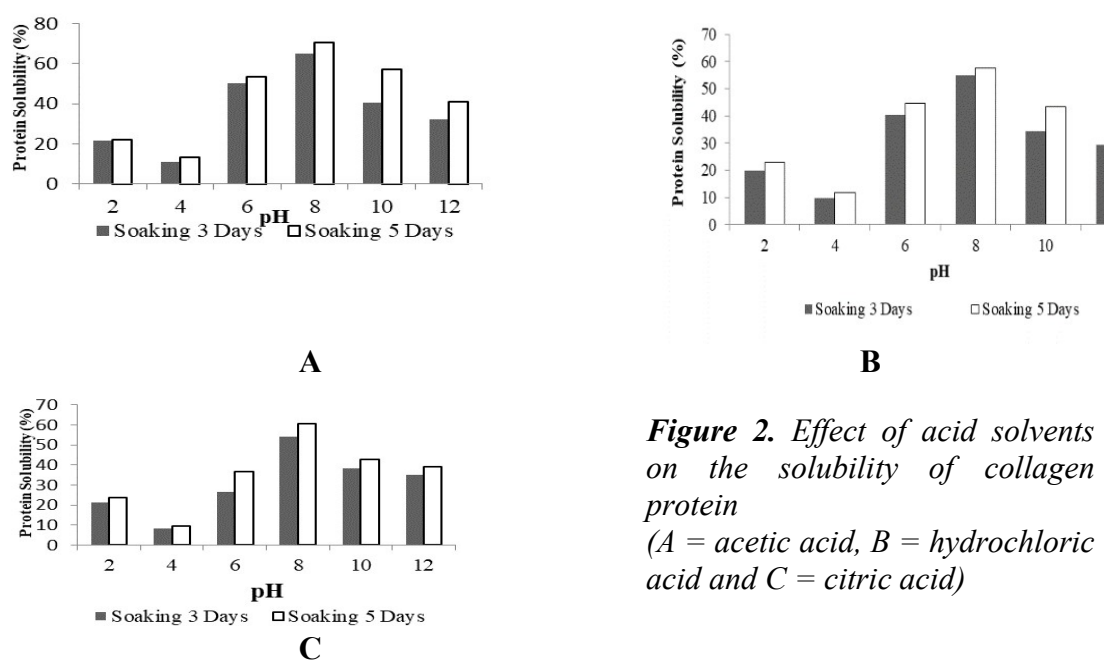 80
60
40
20
0
Protein Solubility (%)
2 4 6 8 10 12
pH
Soaking 3 Days Soaking 5 Days
A
70
60
50
40
30
20
10
0
Protein Solubility (%)
2 4 6 8 10
pH
Soaking 3 Days Soaking 5 Days
B
70
60
50
40
30
20
10
0
Protein Solubility (%)
2 4 6 8 10 12
pH
Soaking 3 Days Soaking 5 Days
C
Figure 2. Effect of acid solvents
on the solubility of collagen
protein
(A = acetic acid, B = hydrochloric
acid and C = citric acid)